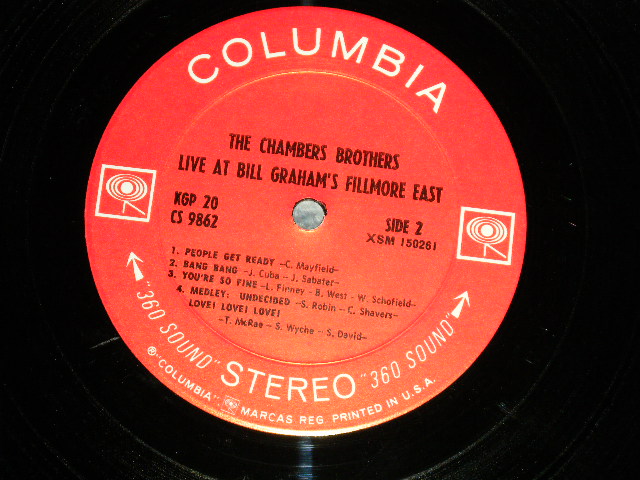 COLUMBIA
THE CHAMBERS BROTHERS
LIVE AT BILL GRAHAM'S FILLMORE EAST
KGP 20
CS 9862
SIDE 2
XSM 150261
1. PEOPLE GET READY -C. Mayfield-
2. BANG BANG -J. Cuba - J. Sabater-
3. YOU'RE SO FINE -L. Finney - B. West - W. Schofield-
4. MEDLEY: UNDECIDED -S. Robin - C. Shavers-
LOVE! LOVE! LOVE!
-T. McRae - S. Wyche - S. David-
"360 SOUND" STEREO "360 SOUND"
® "COLUMBIA" MARCAS REG. PRINTED IN U.S.A.